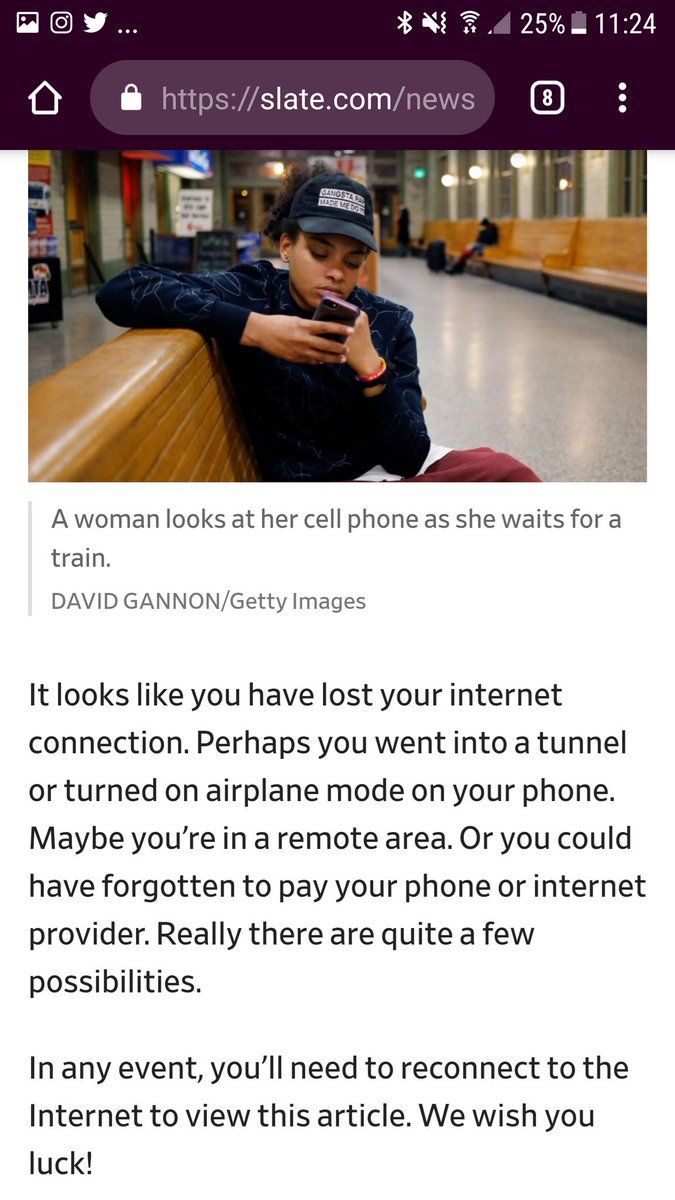 ... 25% 11:24
https://slate.com/news
8
GANGSTA RAP
MADE ME DO IT
A woman looks at her cell phone as she waits for a
train.
DAVID GANNON/Getty Images
It looks like you have lost your internet
connection. Perhaps you went into a tunnel
or turned on airplane mode on your phone.
Maybe you’re in a remote area. Or you could
have forgotten to pay your phone or internet
provider. Really there are quite a few
possibilities.
In any event, you’ll need to reconnect to the
Internet to view this article. We wish you
luck!